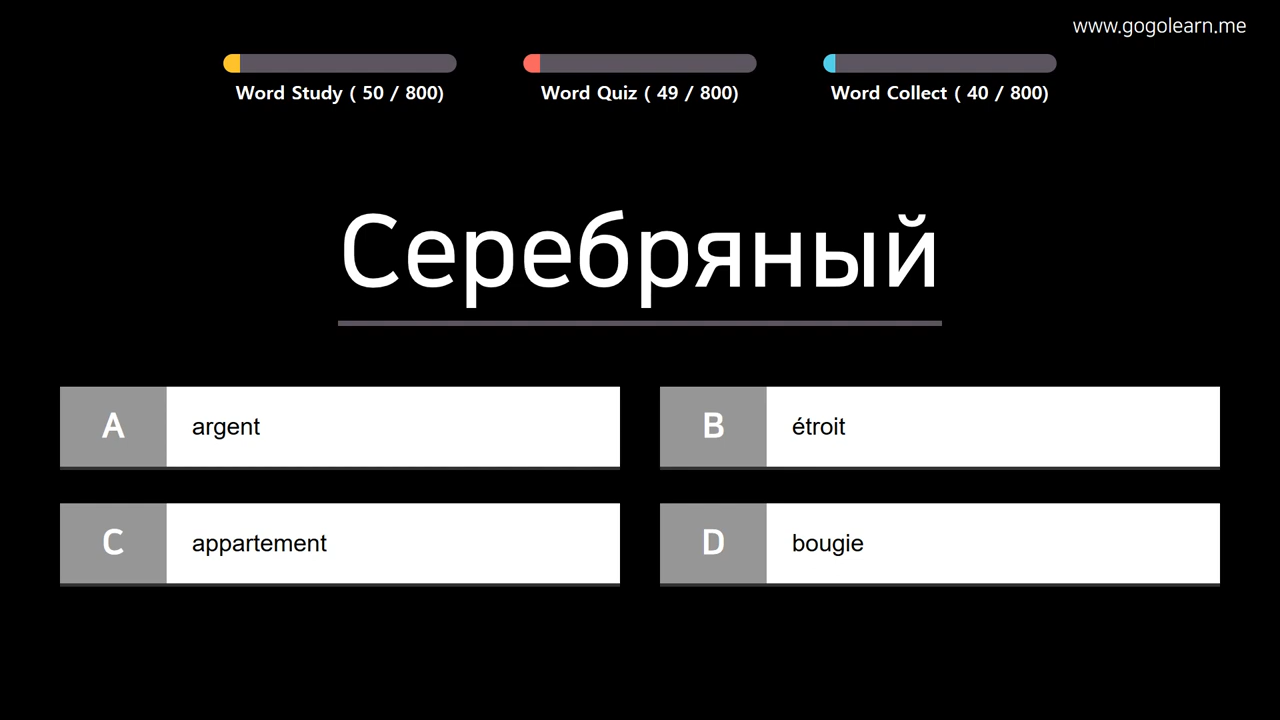 www.gogolearn.me
Word Study ( 50 / 800)
Word Quiz ( 49 / 800)
Word Collect ( 40 / 800)
Серебряный
A argent
B étroit
C appartement
D bougie